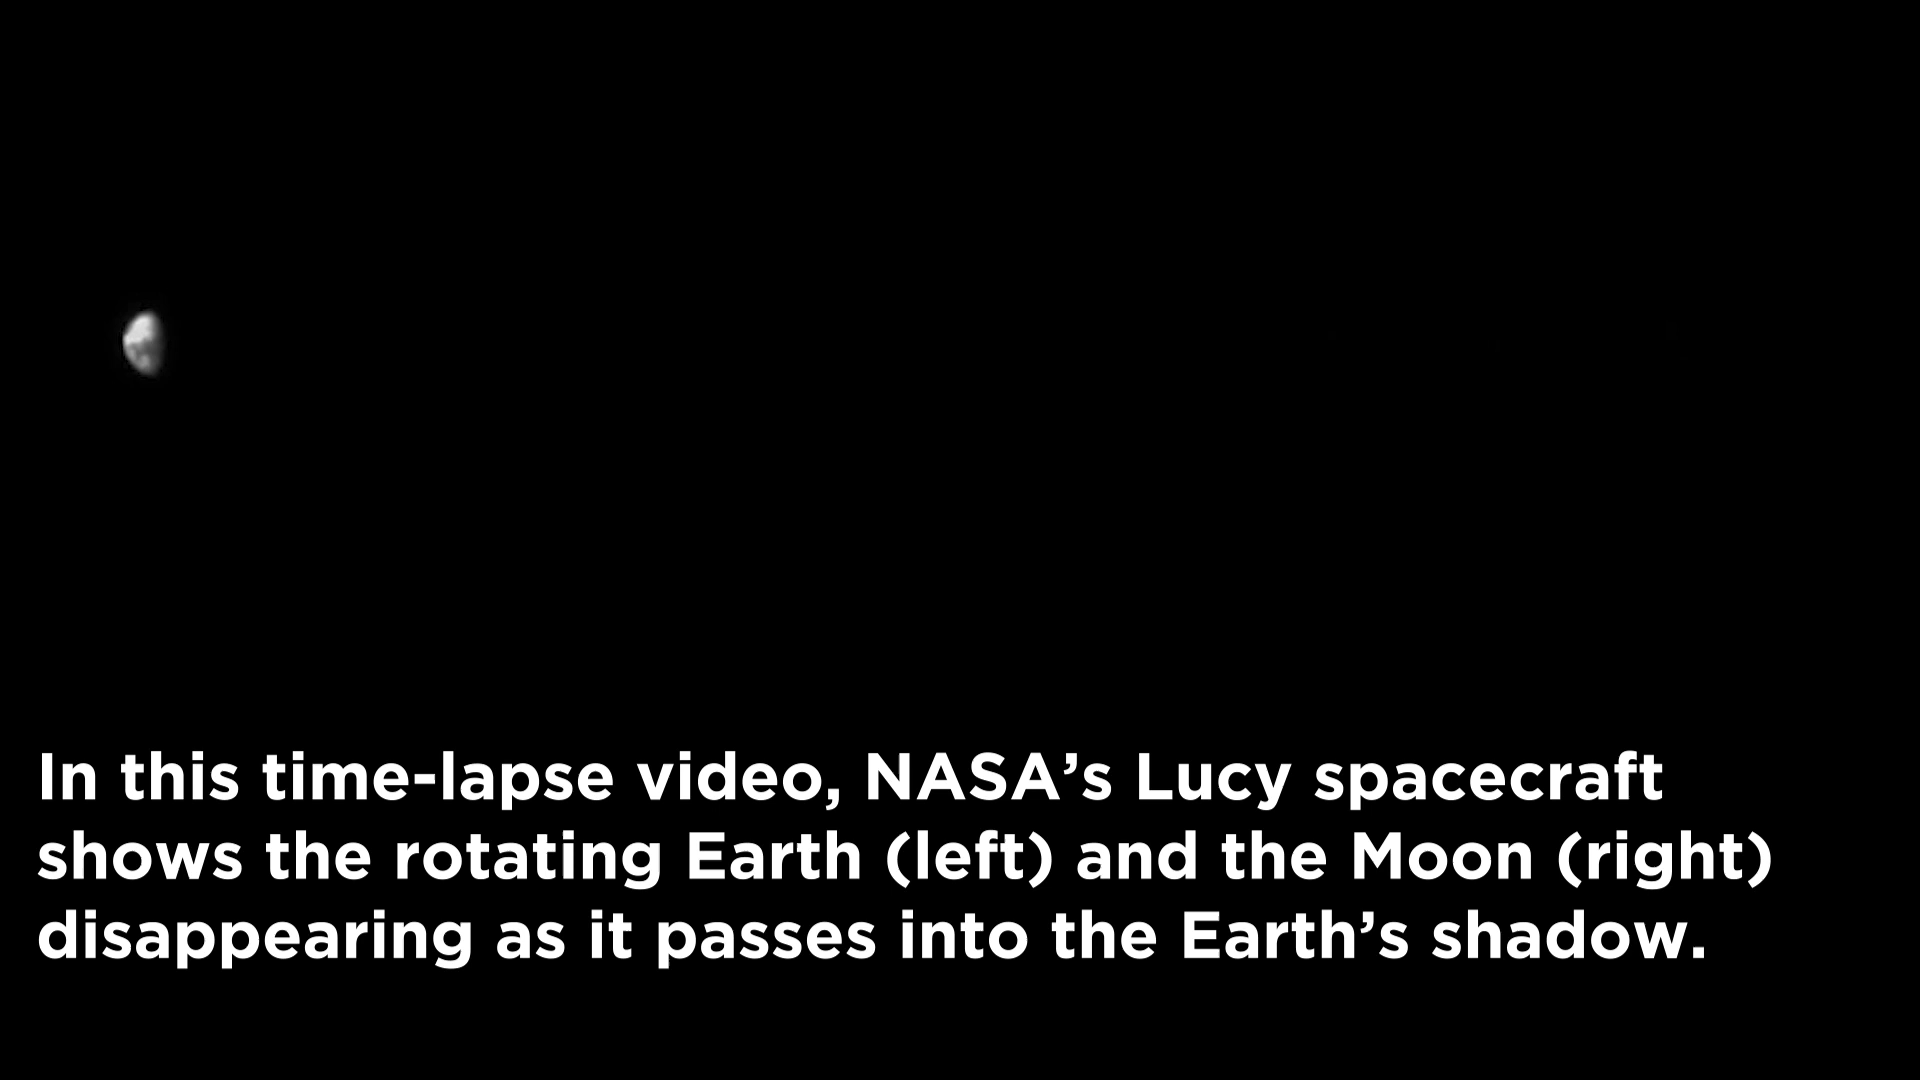 In this time-lapse video, NASA’s Lucy spacecraft
shows the rotating Earth (left) and the Moon (right)
disappearing as it passes into the Earth’s shadow.